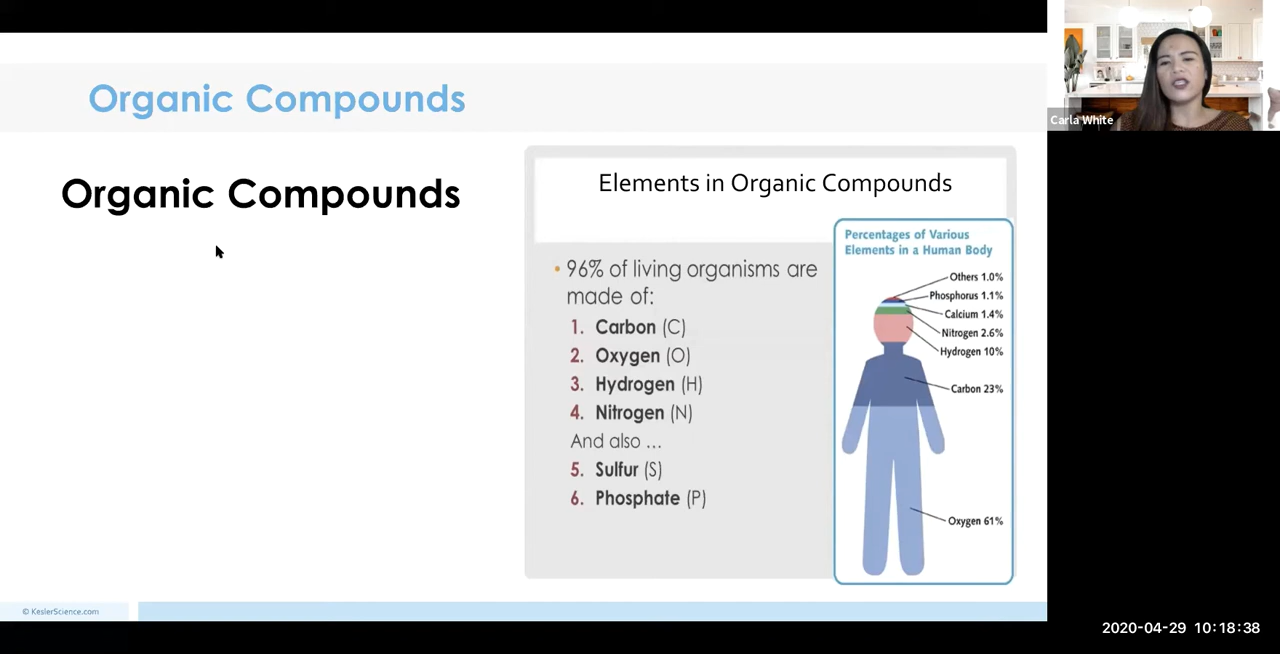 Organic Compounds
Carla White
Organic Compounds
Elements in Organic Compounds
• 96% of living organisms are
made of:
1. Carbon (C)
2. Oxygen (O)
3. Hydrogen (H)
4. Nitrogen (N)
And also ...
5. Sulfur (S)
6. Phosphate (P)
Percentages of Various
Elements in a Human Body
Others 1.0%
Phosphorus 1.1%
Calcium 1.4%
Nitrogen 2.6%
Hydrogen 10%
Carbon 23%
Oxygen 61%
© KeslerScience.com
2020-04-29 10:18:38